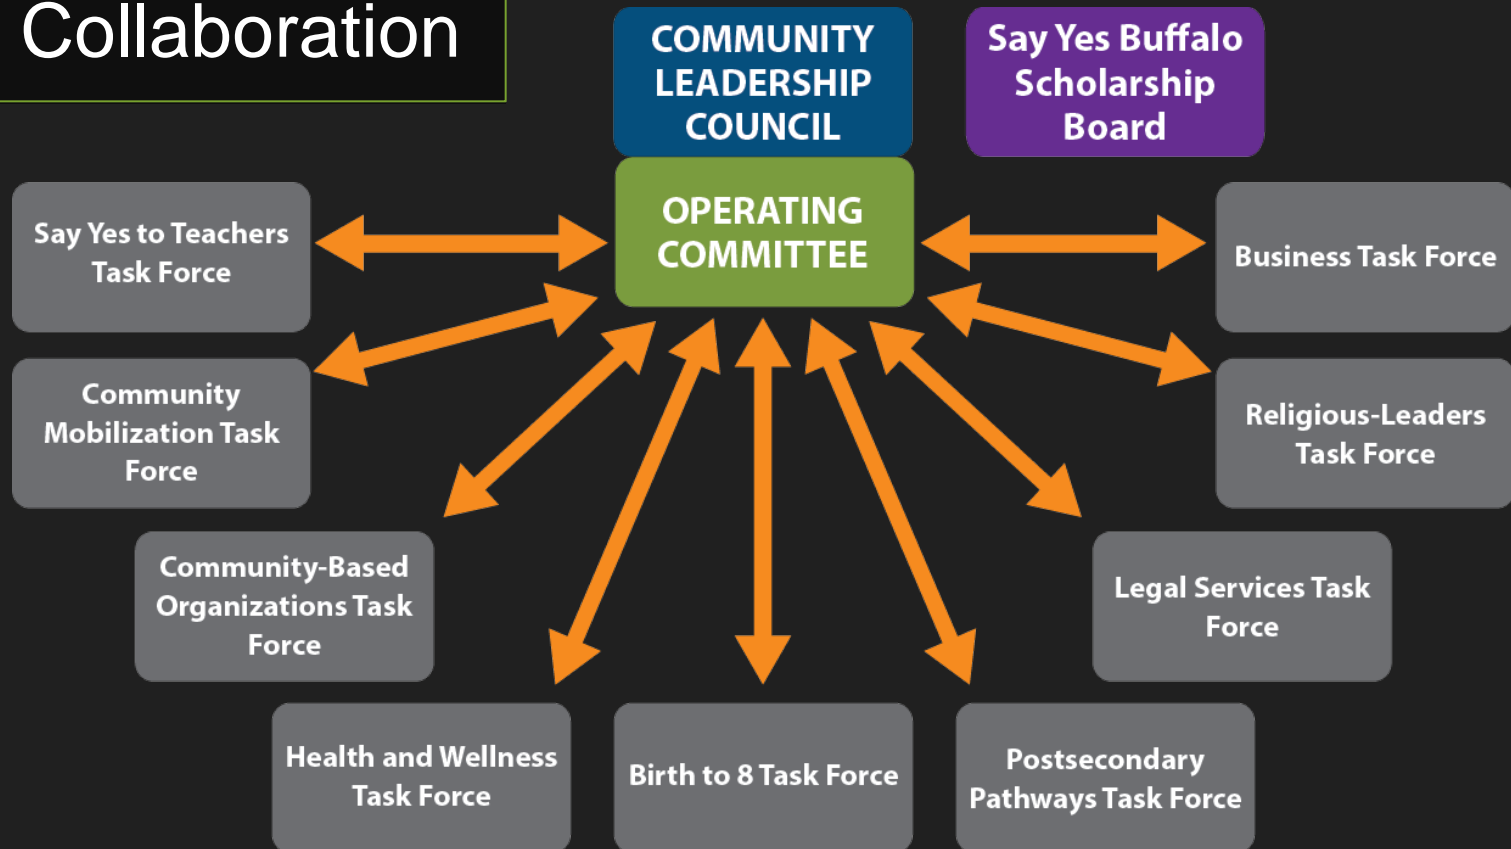 Collaboration
COMMUNITY
LEADERSHIP
COUNCIL
Say Yes Buffalo
Scholarship
Board
OPERATING
COMMITTEE
Say Yes to Teachers
Task Force
Business Task Force
Community
Mobilization Task
Force
Religious-Leaders
Task Force
Community-Based
Organizations Task
Force
Legal Services Task
Force
Health and Wellness
Task Force
Birth to 8 Task Force
Postsecondary
Pathways Task Force